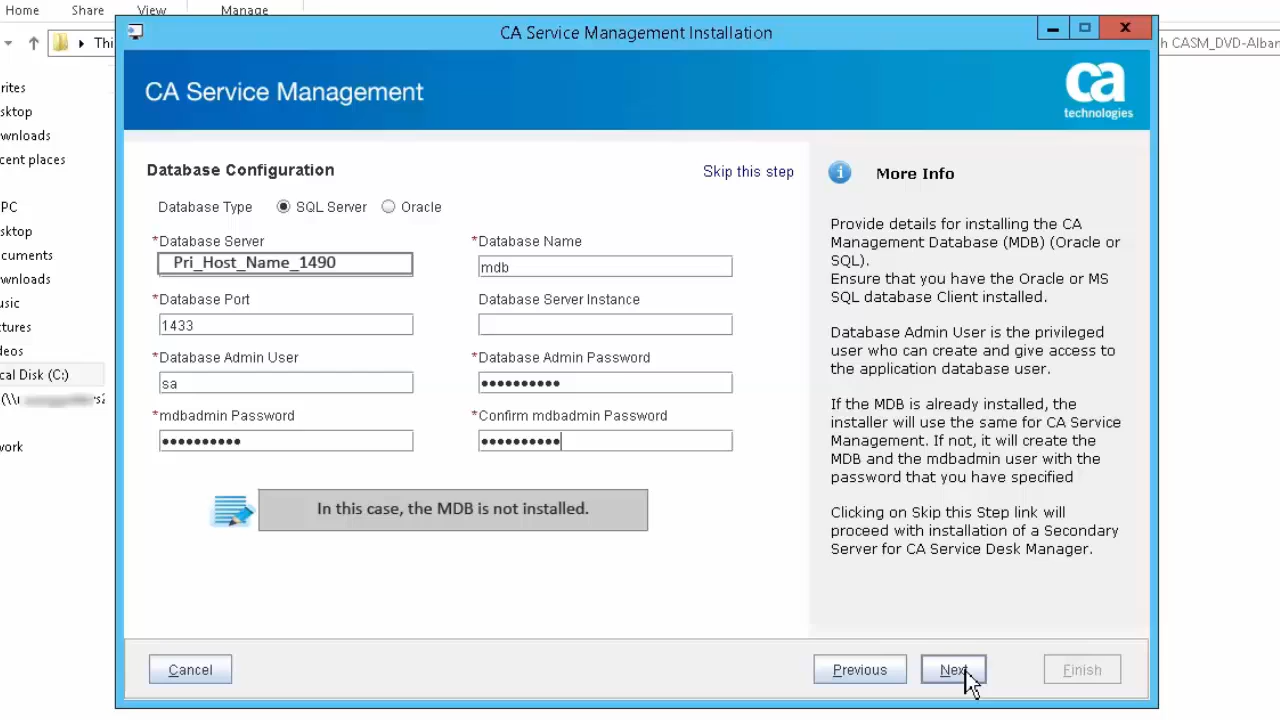 Home Share View Manage
CA Service Management Installation
Thi
h CASM_DVD-Alban
CA Service Management
ca
technologies
rites
sktop
wnloads
cent places
PC
sktop
cuments
wnloads
usic
tures
deos
cal Disk (C:)
work
Database Configuration
Skip this step
Database Type SQL Server Oracle
*Database Server
*Database Name
Pri_Host_Name_1490
mdb
*Database Port
Database Server Instance
1433
*Database Admin User
*Database Admin Password
sa
••••••••••
*mdbadmin Password
*Confirm mdbadmin Password
••••••••••
••••••••••
In this case, the MDB is not installed.
i More Info
Provide details for installing the CA
Management Database (MDB) (Oracle or
SQL).
Ensure that you have the Oracle or MS
SQL database Client installed.
Database Admin User is the privileged
user who can create and give access to
the application database user.
If the MDB is already installed, the
installer will use the same for CA Service
Management. If not, it will create the
MDB and the mdbadmin user with the
password that you have specified
Clicking on Skip this Step link will
proceed with installation of a Secondary
Server for CA Service Desk Manager.
Cancel
Previous
Next
Finish